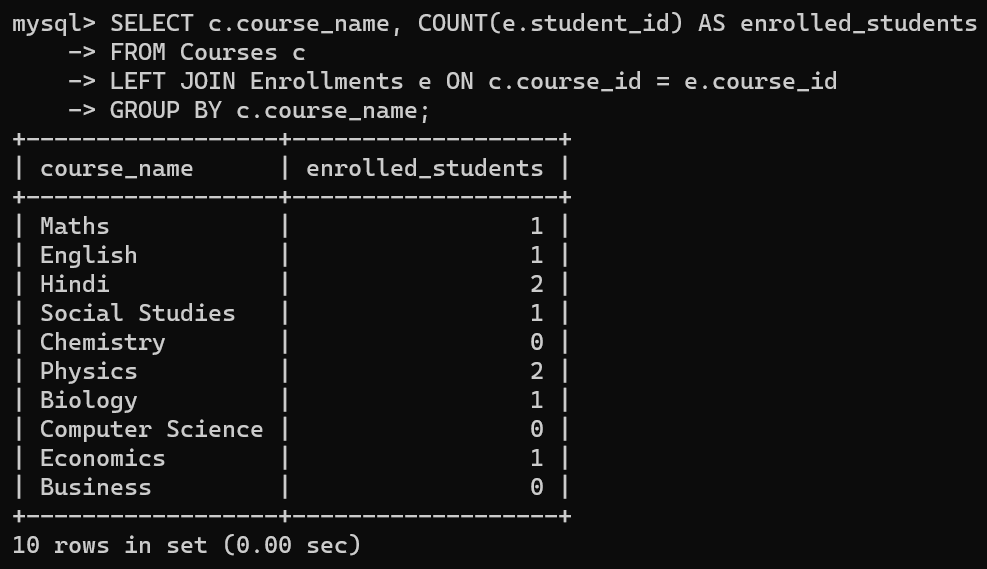 mysql> SELECT c.course_name, COUNT(e.student_id) AS enrolled_students
    -> FROM Courses c
    -> LEFT JOIN Enrollments e ON c.course_id = e.course_id
    -> GROUP BY c.course_name;
+------------------+-------------------+
| course_name      | enrolled_students |
+------------------+-------------------+
| Maths            |                 1 |
| English          |                 1 |
| Hindi            |                 2 |
| Social Studies   |                 1 |
| Chemistry        |                 0 |
| Physics          |                 2 |
| Biology          |                 1 |
| Computer Science |                 0 |
| Economics        |                 1 |
| Business         |                 0 |
+------------------+-------------------+
10 rows in set (0.00 sec)